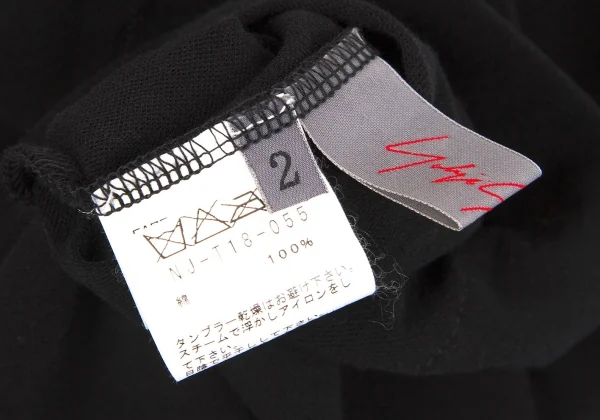 2
NJ-T18-055
100%
綿
タンブラー乾燥はお避け下さい。
スチームで浮かしアイロンをし
て下さい。